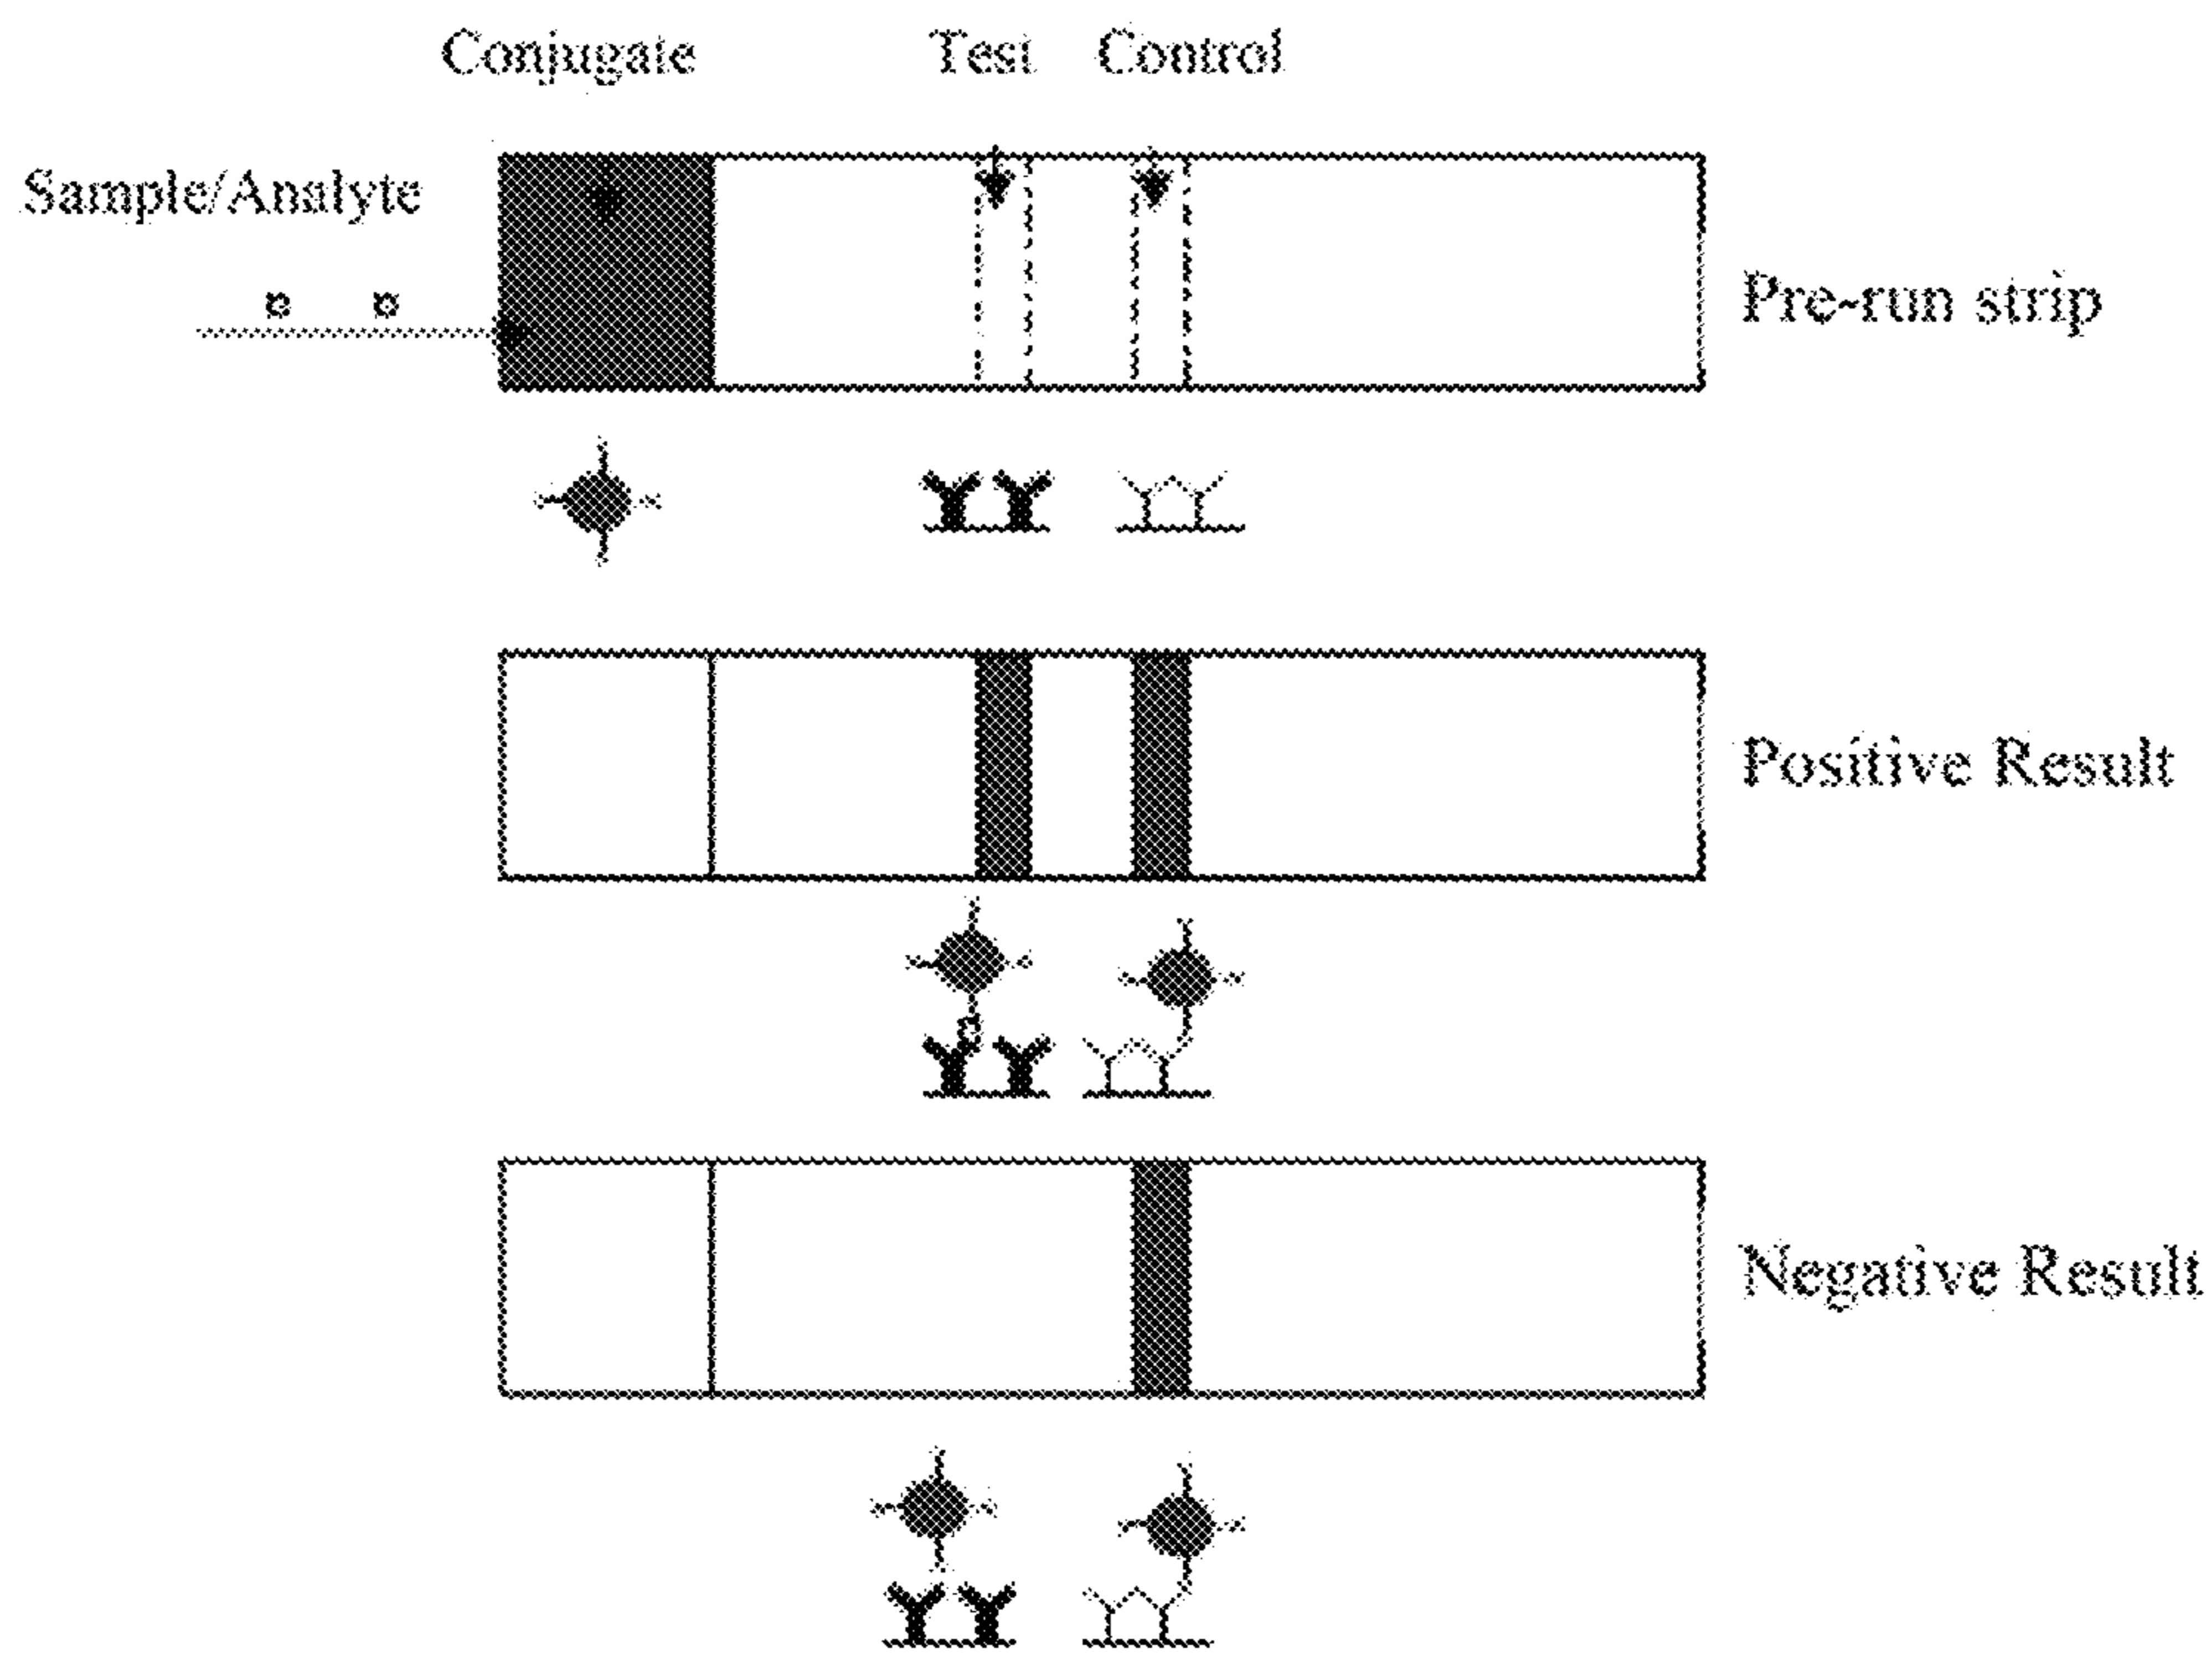 Conjugate Test Control
Sample/Analyte
Pre-run strip
Positive Result
Negative Result